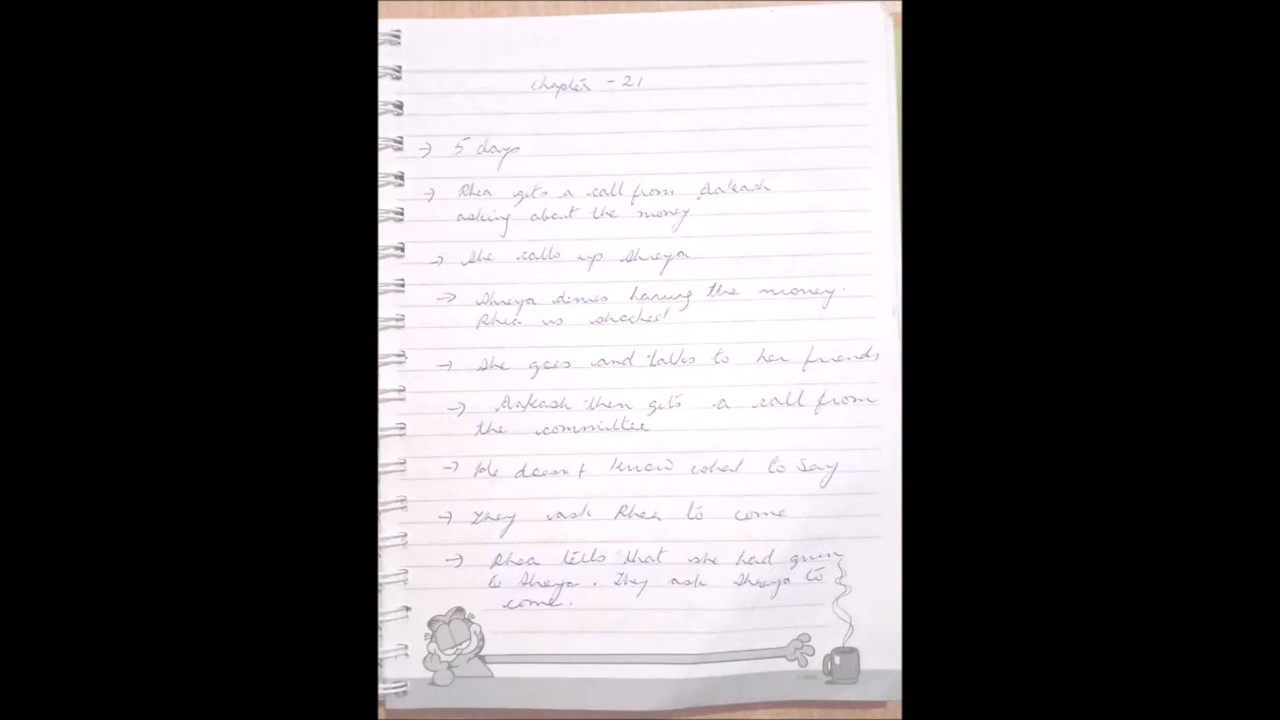 Chapter - 21
→ 5 days
→ Rhea gets a call from Aakash
asking about the money
→ She calls up Shreya
→ Shreya denies having the money.
Rhea is shocked
→ She goes and talks to her friends
→ Aakash then gets a call from
the committee
→ He doesn't know what to say
→ They ask Rhea to come
→ Rhea tells that she had given
to Shreya. They ask Shreya to
come.